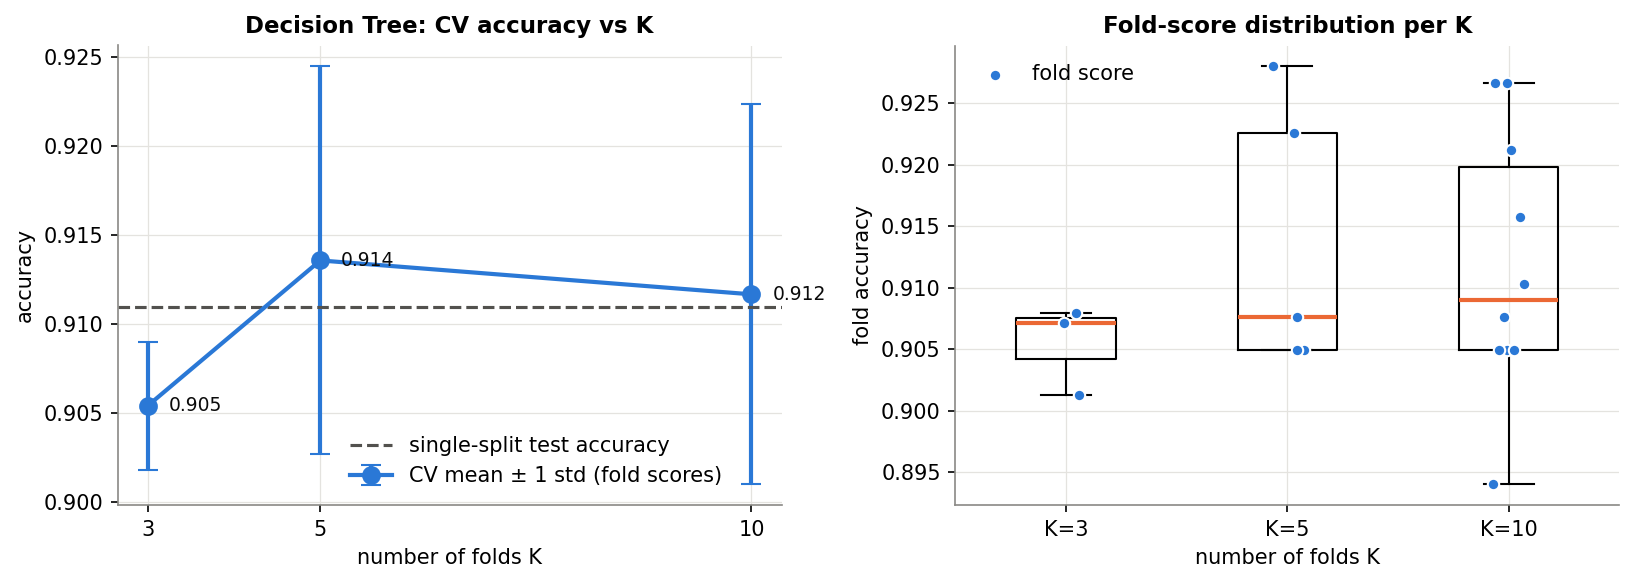 Decision Tree: CV accuracy vs K
0.925
0.920
0.915
0.910
0.905
0.900
accuracy
0.905
0.914
0.912
single-split test accuracy
CV mean ± 1 std (fold scores)
3
5
10
number of folds K
Fold-score distribution per K
fold score
0.925
0.920
0.915
0.910
0.905
0.900
0.895
fold accuracy
K=3
K=5
K=10
number of folds K